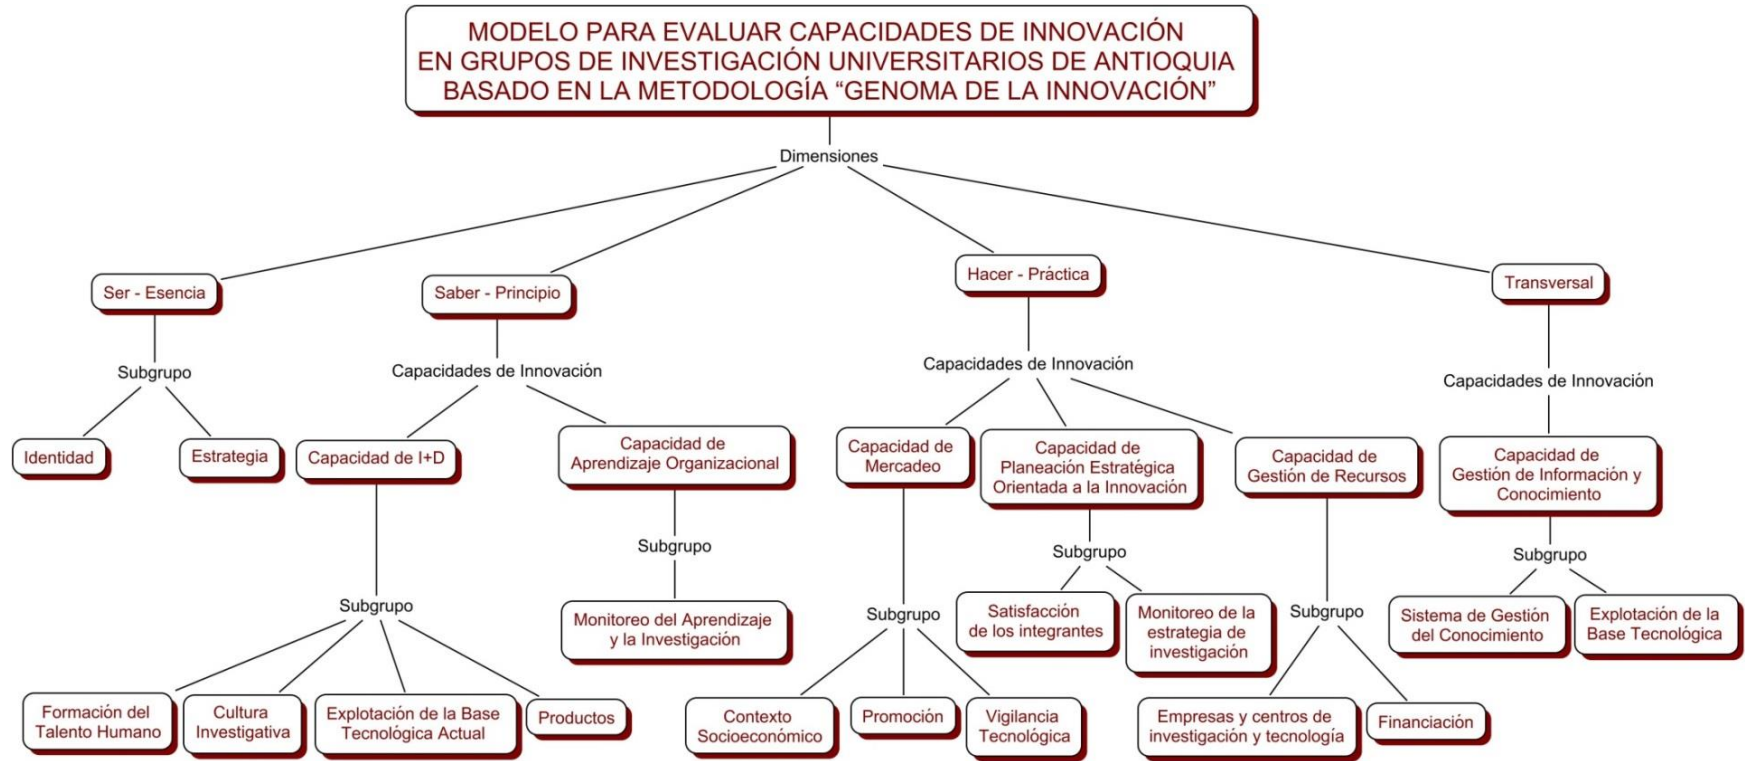 MODELO PARA EVALUAR CAPACIDADES DE INNOVACIÓN
EN GRUPOS DE INVESTIGACIÓN UNIVERSITARIOS DE ANTIOQUIA
BASADO EN LA METODOLOGÍA “GENOMA DE LA INNOVACIÓN”
Dimensiones
Ser - Esencia
Saber - Principio
Hacer - Práctica
Transversal
Subgrupo
Capacidades de Innovación
Capacidades de Innovación
Capacidades de Innovación
Identidad
Estrategia
Capacidad de I+D
Capacidad de
Aprendizaje Organizacional
Capacidad de
Mercadeo
Capacidad de
Planeación Estratégica
Orientada a la Innovación
Capacidad de
Gestión de Recursos
Capacidad de
Gestión de Información y
Conocimiento
Subgrupo
Subgrupo
Subgrupo
Subgrupo
Subgrupo
Subgrupo
Monitoreo del Aprendizaje
y la Investigación
Satisfacción
de los integrantes
Monitoreo de la
estrategia de
investigación
Sistema de Gestión
del Conocimiento
Explotación de la
Base Tecnológica
Formación del
Talento Humano
Cultura
Investigativa
Explotación de la Base
Tecnológica Actual
Productos
Contexto
Socioeconómico
Promoción
Vigilancia
Tecnológica
Empresas y centros de
investigación y tecnología
Financiación